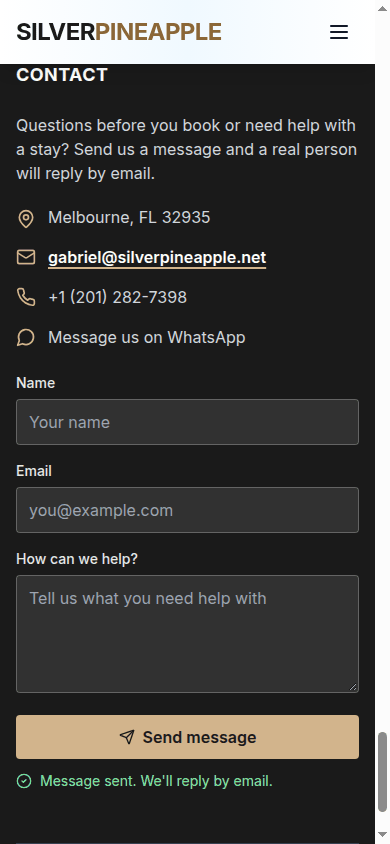 SILVERPINEAPPLE
CONTACT
Questions before you book or need help with
a stay? Send us a message and a real person
will reply by email.
Melbourne, FL 32935
gabriel@silverpineapple.net
+1 (201) 282-7398
Message us on WhatsApp
Name
Your name
Email
you@example.com
How can we help?
Tell us what you need help with
Send message
Message sent. We'll reply by email.